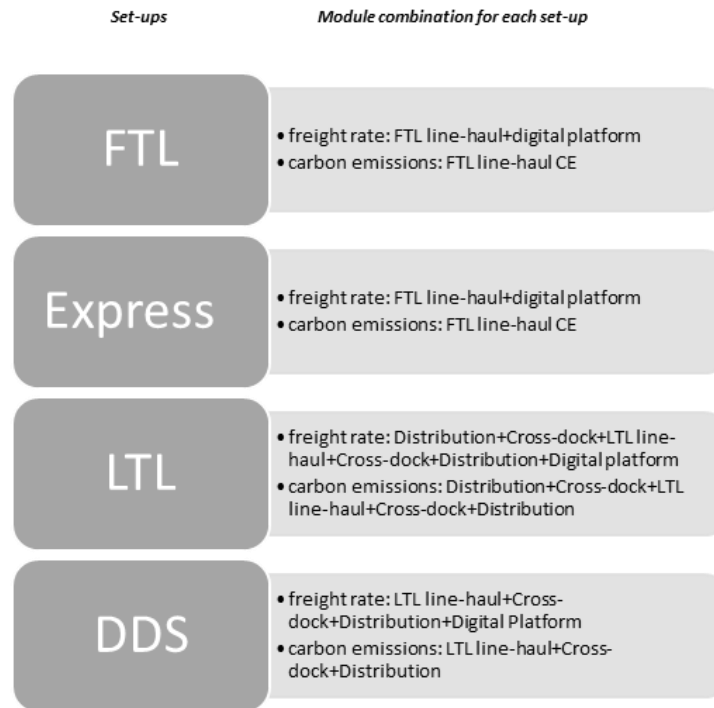 Set-ups
Module combination for each set-up
FTL
• freight rate: FTL line-haul+digital platform
• carbon emissions: FTL line-haul CE
Express
• freight rate: FTL line-haul+digital platform
• carbon emissions: FTL line-haul CE
LTL
• freight rate: Distribution+Cross-dock+LTL line-
haul+Cross-dock+Distribution+Digital platform
• carbon emissions: Distribution+Cross-dock+LTL
line-haul+Cross-dock+Distribution
DDS
• freight rate: LTL line-haul+Cross-
dock+Distribution+Digital Platform
• carbon emissions: LTL line-haul+Cross-
dock+Distribution